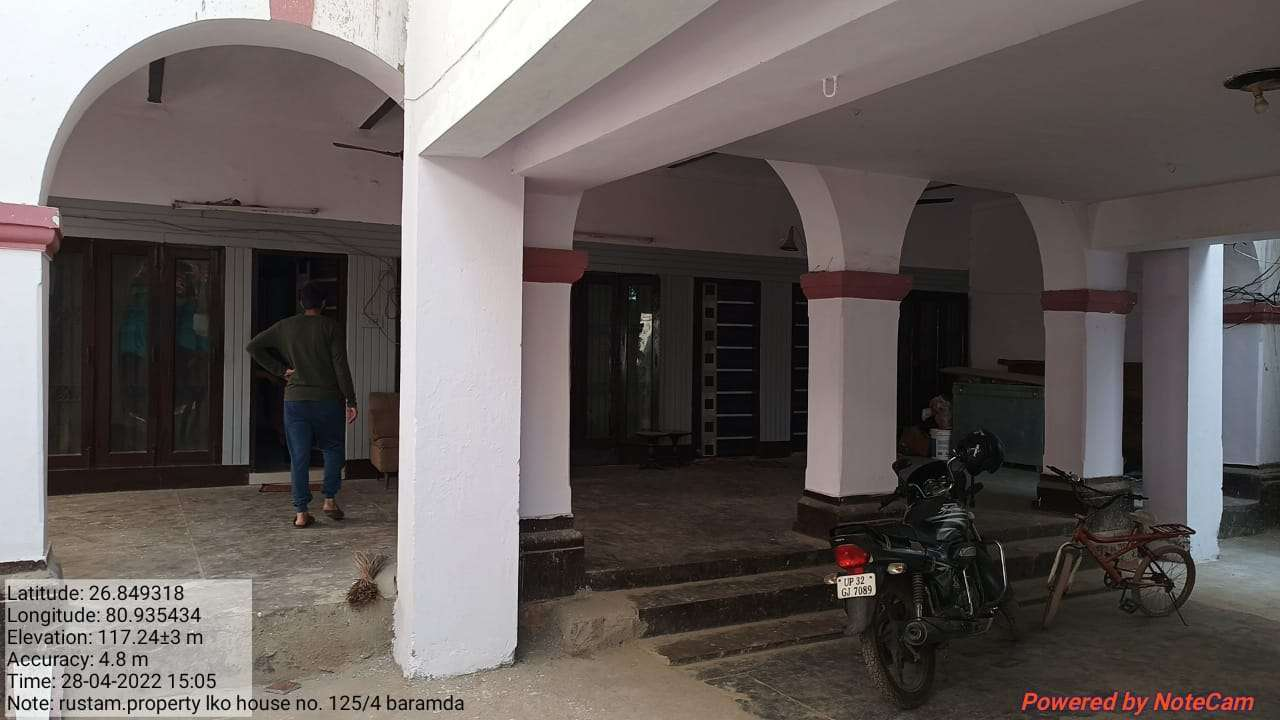 UP 32
GJ 7089
Latitude: 26.849318
Longitude: 80.935434
Elevation: 117.24±3 m
Accuracy: 4.8 m
Time: 28-04-2022 15:05
Note: rustam.property lko house no. 125/4 baramda
Powered by NoteCam